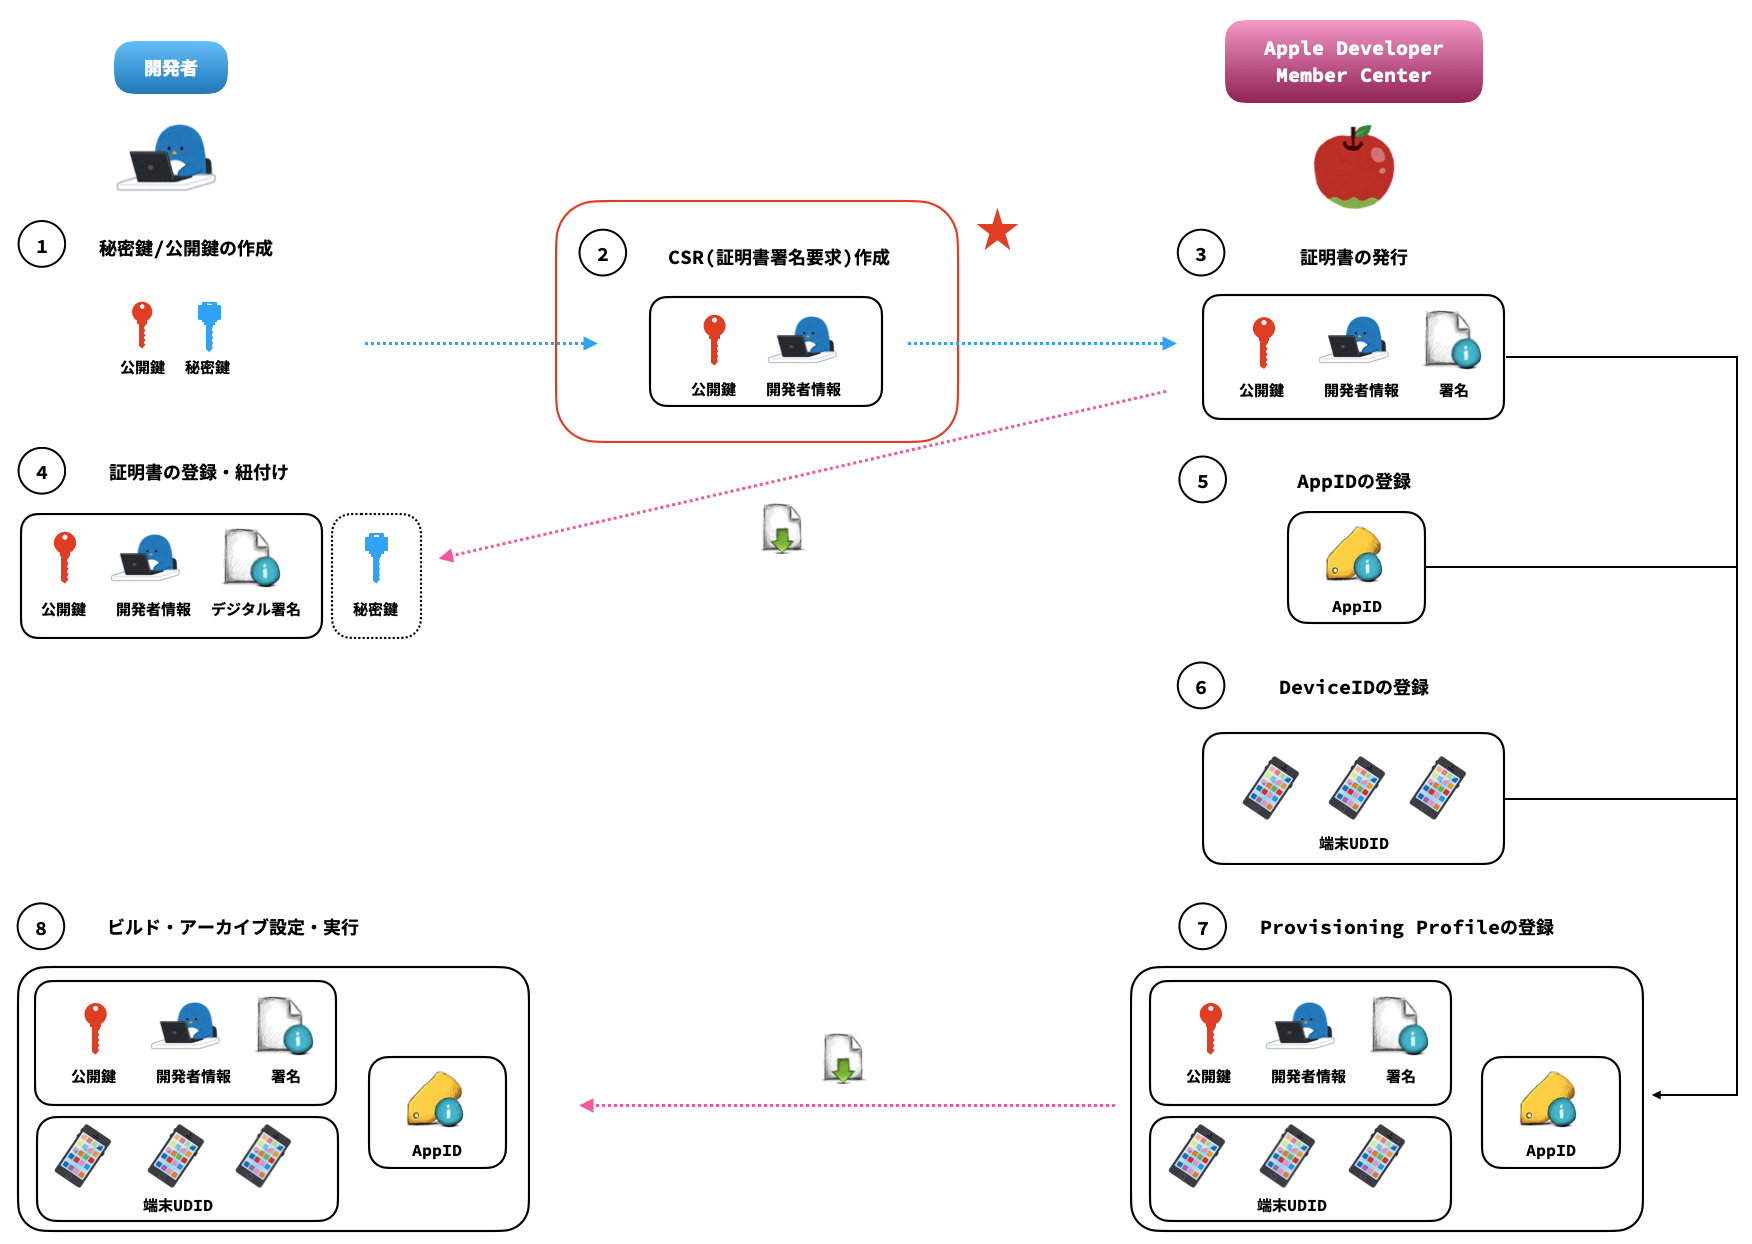 開発者
Apple Developer
Member Center
1
秘密鍵/公開鍵の作成
公開鍵
秘密鍵
2
CSR(証明書署名要求)作成
公開鍵
開発者情報
3
証明書の発行
公開鍵
開発者情報
署名
4
証明書の登録・紐付け
公開鍵
開発者情報
デジタル署名
秘密鍵
5
AppIDの登録
AppID
6
DeviceIDの登録
端末UDID
7
Provisioning Profileの登録
公開鍵
開発者情報
署名
AppID
端末UDID
8
ビルド・アーカイブ設定・実行
公開鍵
開発者情報
署名
AppID
端末UDID